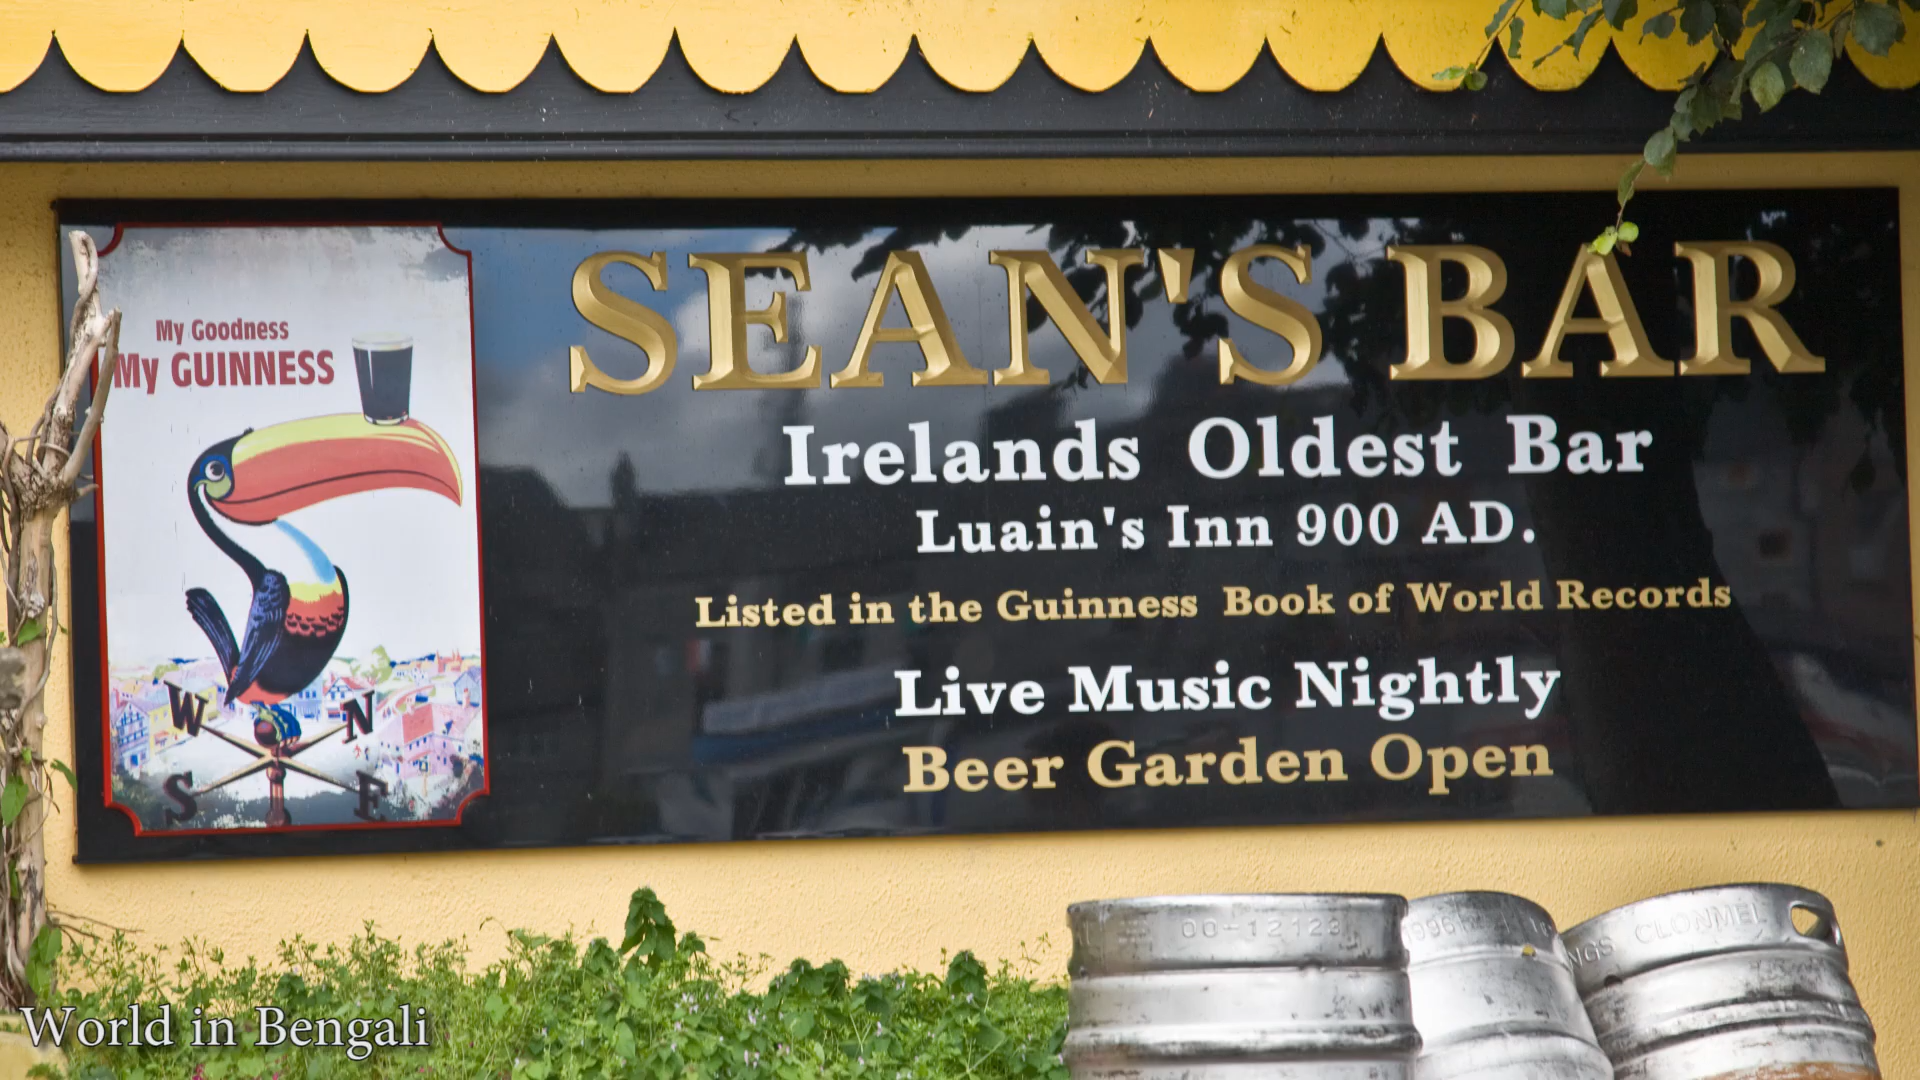 My Goodness
My GUINNESS
W
N
S
E
SEAN'S BAR
Irelands Oldest Bar
Luain's Inn 900 AD.
Listed in the Guinness Book of World Records
Live Music Nightly
Beer Garden Open
00-12123
CLONMEL
World in Bengali